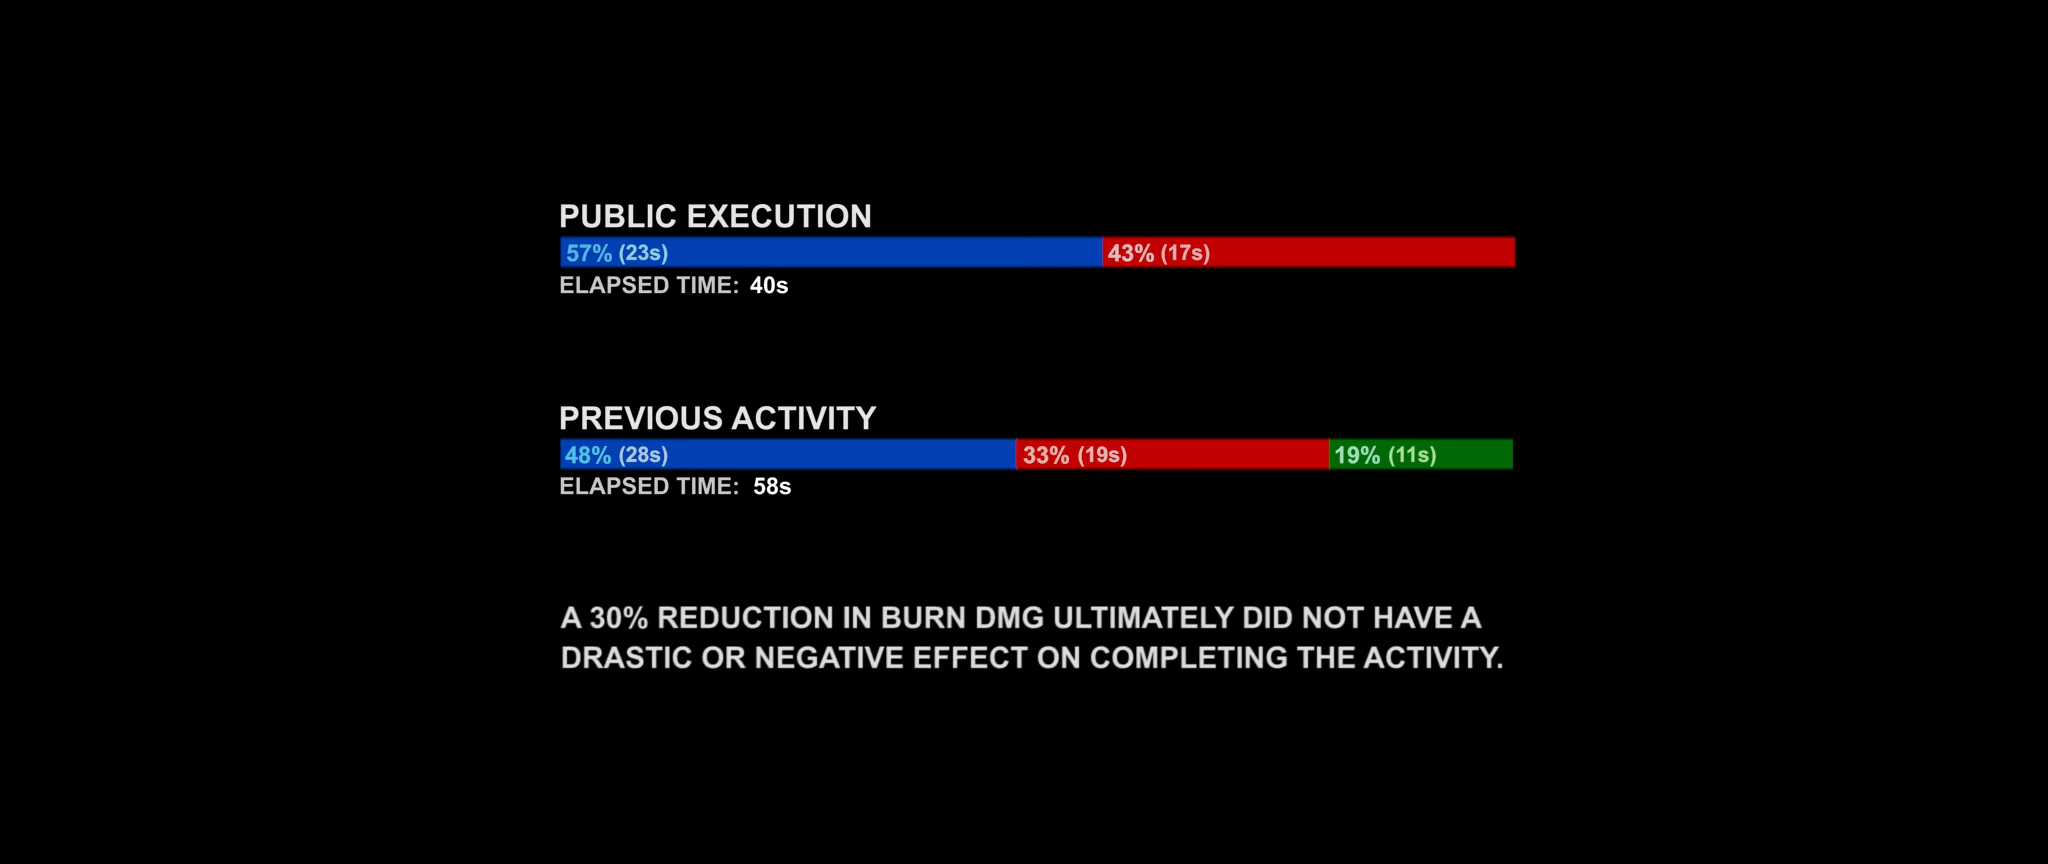 PUBLIC EXECUTION
57% (23s) 43% (17s)
ELAPSED TIME: 40s
PREVIOUS ACTIVITY
48% (28s) 33% (19s) 19% (11s)
ELAPSED TIME: 58s
A 30% REDUCTION IN BURN DMG ULTIMATELY DID NOT HAVE A
DRASTIC OR NEGATIVE EFFECT ON COMPLETING THE ACTIVITY.